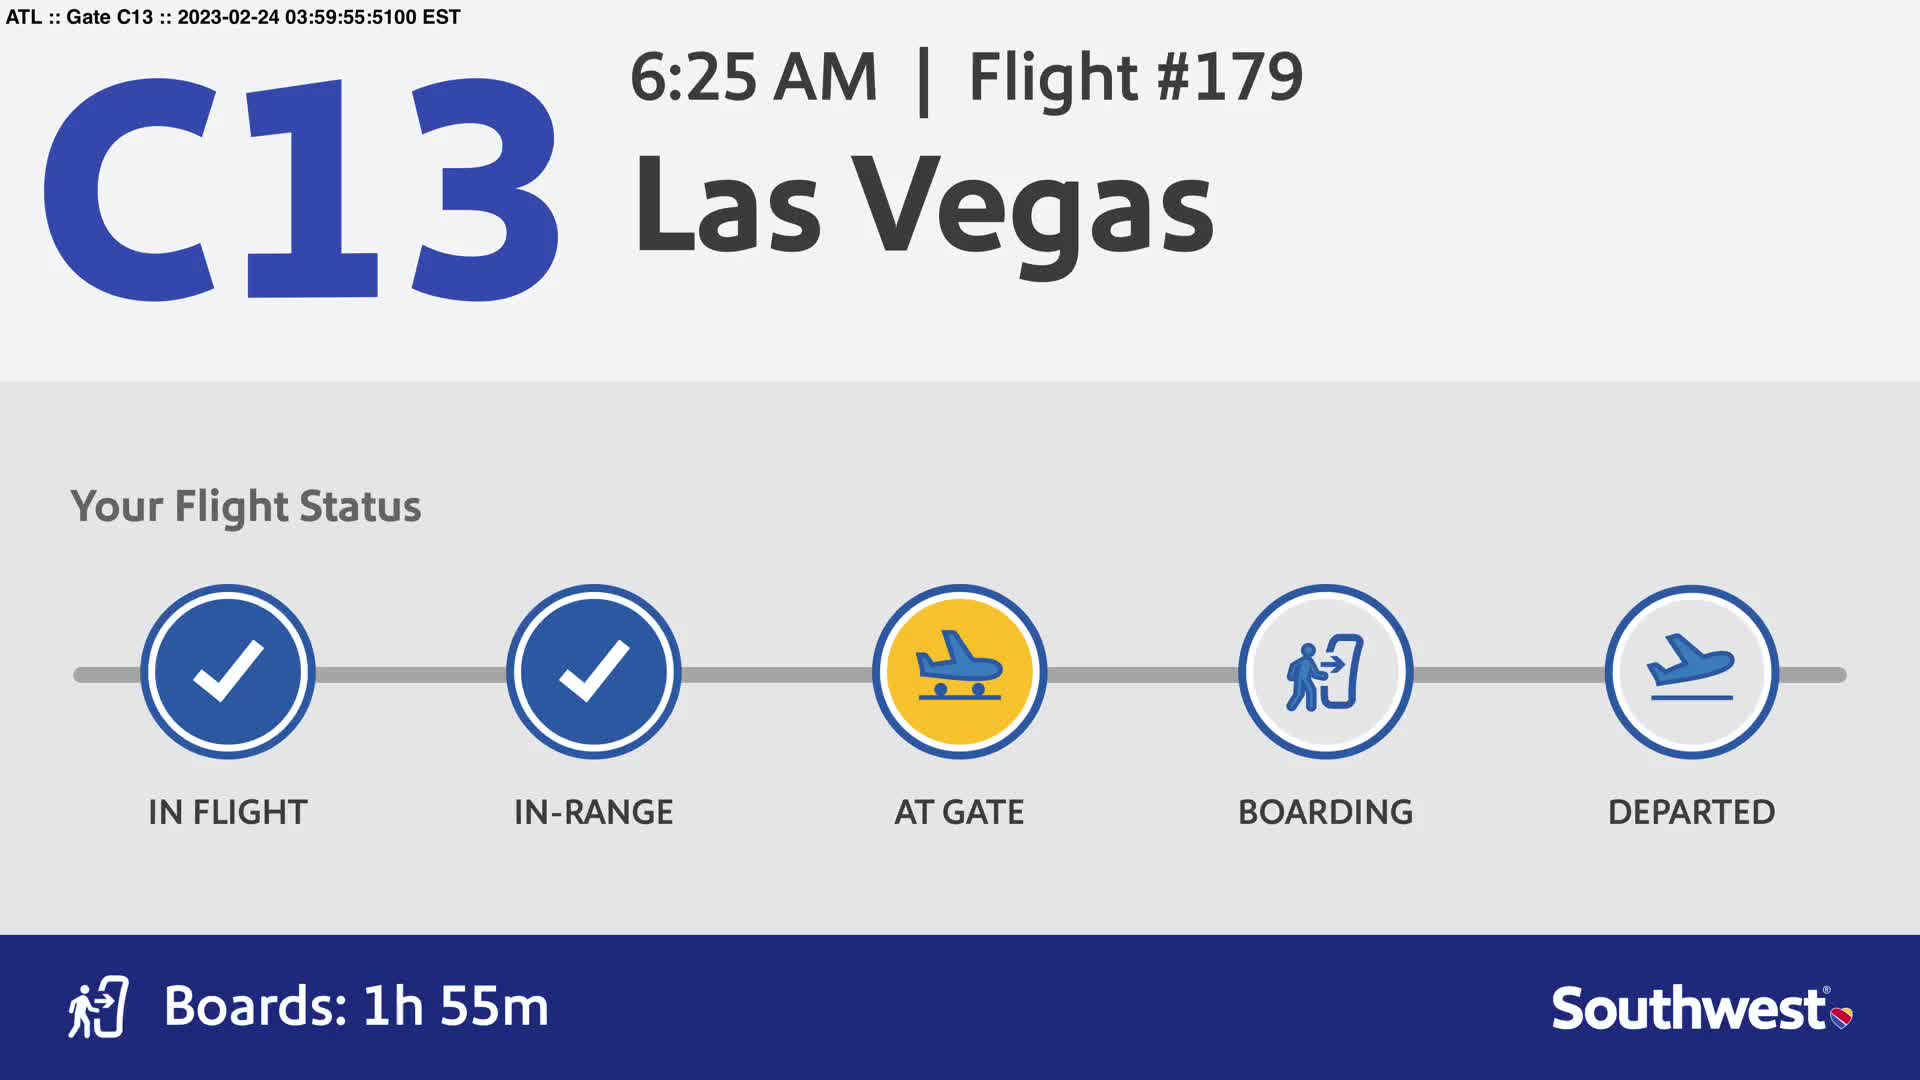 ATL :: Gate C13 :: 2023-02-24 03:59:55:5100 EST
C13
6:25 AM | Flight #179
Las Vegas
Your Flight Status
IN FLIGHT
IN-RANGE
AT GATE
BOARDING
DEPARTED
Boards: 1h 55m
Southwest®